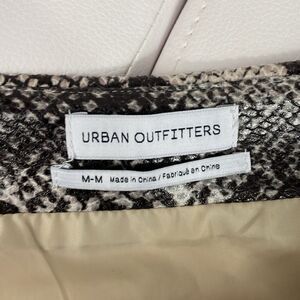 URBAN OUTFITTERS
M-M Made in China / Fabriqué en Chine